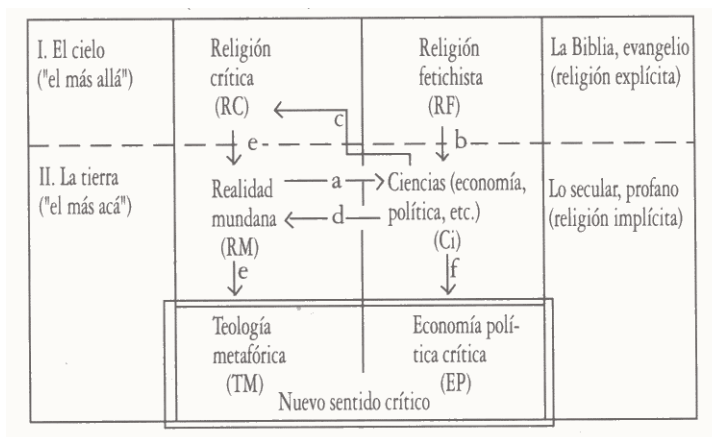 I. El cielo
("el más allá")
Religión
crítica
(RC)
Religión
fetichista
(RF)
La Biblia, evangelio
(religión explícita)
c
e
b
II. La tierra
("el más acá")
Realidad
mundana
(RM)
a
d
Ciencias (economía,
política, etc.)
(Ci)
Lo secular, profano
(religión implícita)
e
f
Teología
metafórica
(TM)
Economía polí-
tica crítica
(EP)
Nuevo sentido crítico